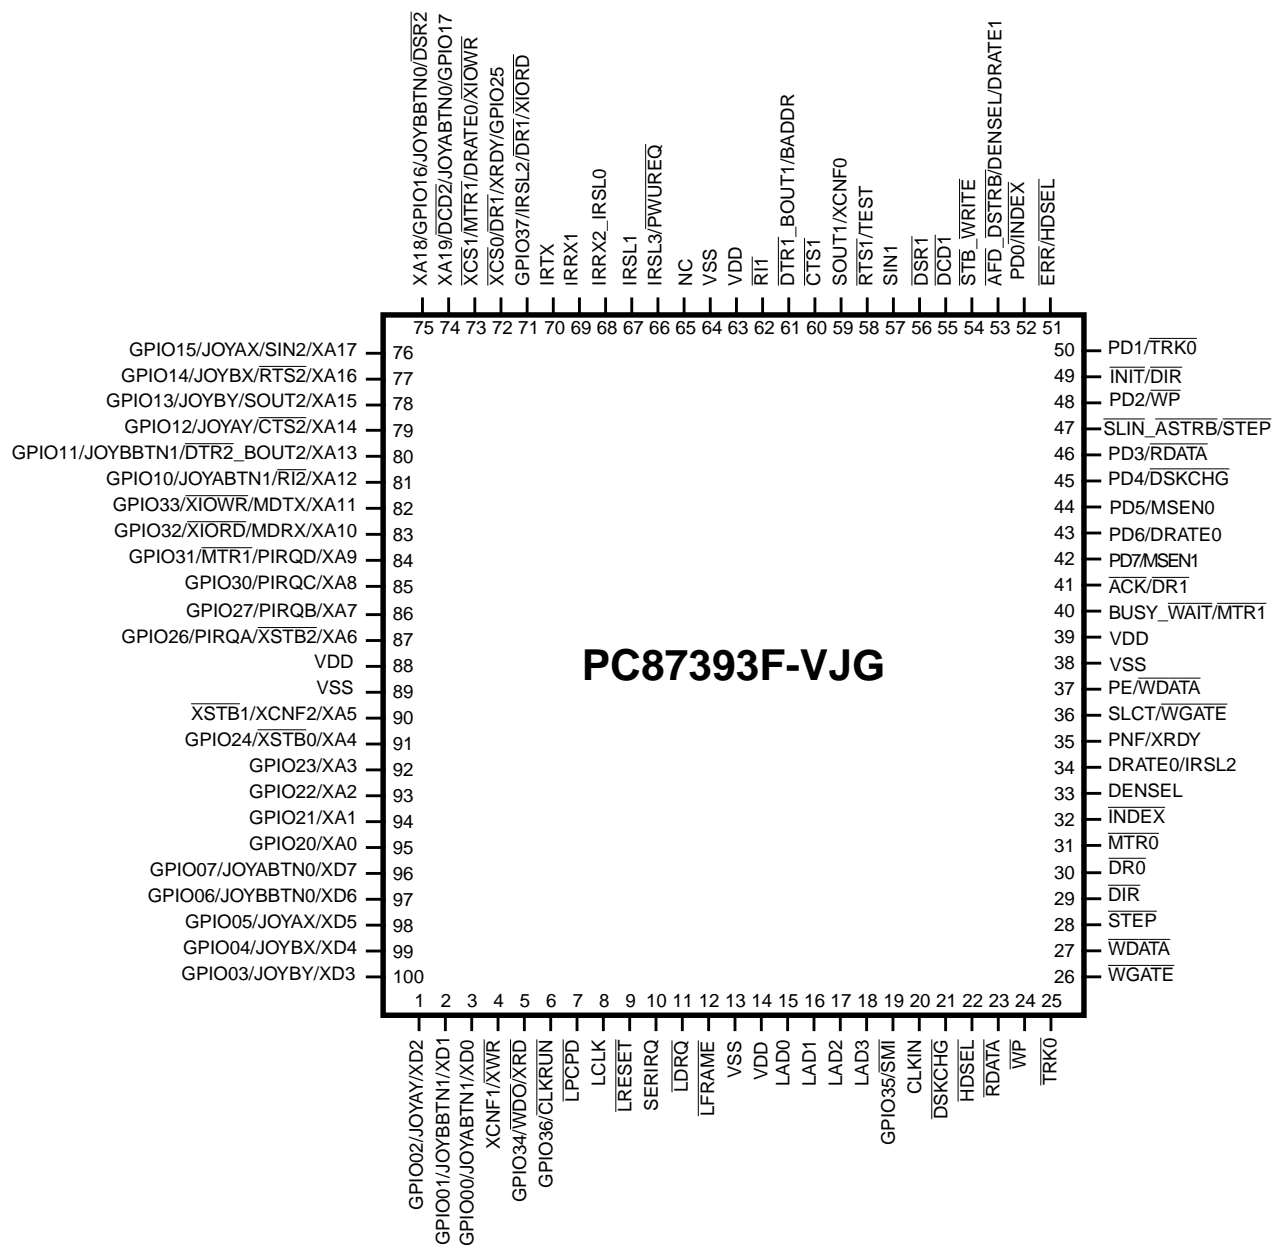 XA18/GPIO16/JOYBBTN0/DSR2
XA19/DCD2/JOYABTN0/GPIO17
XCS1/MTR1/DRATE0/XIOWR
XCS0/DR1/XRDY/GPIO25
GPIO37/IRSL2/DR1/XIORD
IRTX
IRRX1
IRRX2_IRSL0
IRSL1
IRSL3/PWUREQ
NC
VSS
VDD
RI1
DTR1_BOUT1/BADDR
CTS1
SOUT1/XCNF0
RTS1/TEST
SIN1
DSR1
DCD1
STB_WRITE
AFD_DSTRB/DENSEL/DRATE1
PD0/INDEX
ERR/HDSEL
75 74 73 72 71 70 69 68 67 66 65 64 63 62 61 60 59 58 57 56 55 54 53 52 51
GPIO15/JOYAX/SIN2/XA17 76
GPIO14/JOYBX/RTS2/XA16 77
GPIO13/JOYBY/SOUT2/XA15 78
GPIO12/JOYAY/CTS2/XA14 79
GPIO11/JOYBBTN1/DTR2_BOUT2/XA13 80
GPIO10/JOYABTN1/RI2/XA12 81
GPIO33/XIOWR/MDTX/XA11 82
GPIO32/XIORD/MDRX/XA10 83
GPIO31/MTR1/PIRQD/XA9 84
GPIO30/PIRQC/XA8 85
GPIO27/PIRQB/XA7 86
GPIO26/PIRQA/XSTB2/XA6 87
VDD 88
VSS 89
XSTB1/XCNF2/XA5 90
GPIO24/XSTB0/XA4 91
GPIO23/XA3 92
GPIO22/XA2 93
GPIO21/XA1 94
GPIO20/XA0 95
GPIO07/JOYABTN0/XD7 96
GPIO06/JOYBBTN0/XD6 97
GPIO05/JOYAX/XD5 98
GPIO04/JOYBX/XD4 99
GPIO03/JOYBY/XD3 100
PC87393F-VJG
50 PD1/TRK0
49 INIT/DIR
48 PD2/WP
47 SLIN_ASTRB/STEP
46 PD3/RDATA
45 PD4/DSKCHG
44 PD5/MSEN0
43 PD6/DRATE0
42 PD7/MSEN1
41 ACK/DR1
40 BUSY_WAIT/MTR1
39 VDD
38 VSS
37 PE/WDATA
36 SLCT/WGATE
35 PNF/XRDY
34 DRATE0/IRSL2
33 DENSEL
32 INDEX
31 MTR0
30 DR0
29 DIR
28 STEP
27 WDATA
26 WGATE
1 2 3 4 5 6 7 8 9 10 11 12 13 14 15 16 17 18 19 20 21 22 23 24 25
GPIO02/JOYAY/XD2
GPIO01/JOYBBTN1/XD1
GPIO00/JOYABTN1/XD0
XCNF1/XWR
GPIO34/WDO/XRD
GPIO36/CLKRUN
LPCPD
LCLK
LRESET
SERIRQ
LDRQ
LFRAME
VSS
VDD
LAD0
LAD1
LAD2
LAD3
GPIO35/SMI
CLKIN
DSKCHG
HDSEL
RDATA
WP
TRK0